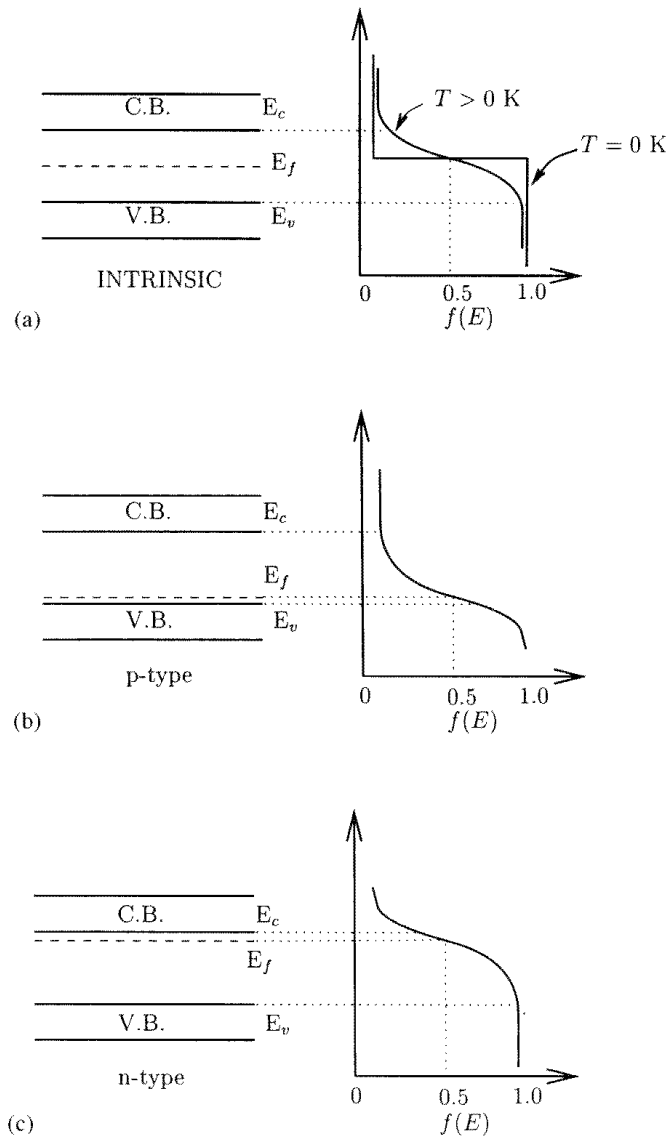 C.B. E_c
E_f
V.B. E_v
INTRINSIC
T > 0 K
T = 0 K
0 0.5 1.0
f(E)
(a)
C.B. E_c
E_f
V.B. E_v
p-type
0 0.5 1.0
f(E)
(b)
C.B. E_c
E_f
V.B. E_v
n-type
0 0.5 1.0
f(E)
(c)